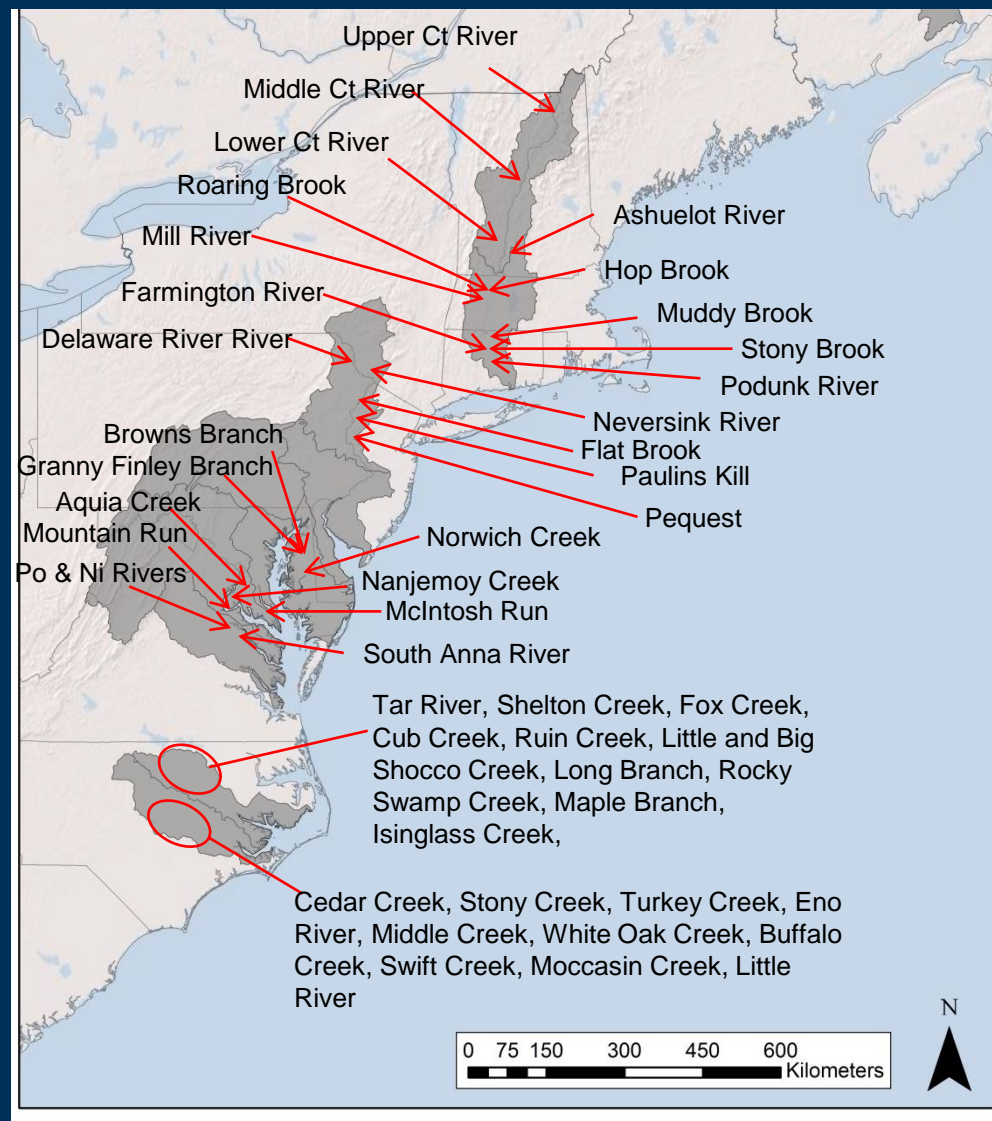 Upper Ct River
Middle Ct River
Lower Ct River
Roaring Brook
Ashuelot River
Mill River
Hop Brook
Farmington River
Muddy Brook
Delaware River River
Stony Brook
Podunk River
Neversink River
Browns Branch
Flat Brook
Granny Finley Branch
Paulins Kill
Aquia Creek
Pequest
Mountain Run
Norwich Creek
Po & Ni Rivers
Nanjemoy Creek
McIntosh Run
South Anna River
Tar River, Shelton Creek, Fox Creek,
Cub Creek, Ruin Creek, Little and Big
Shocco Creek, Long Branch, Rocky
Swamp Creek, Maple Branch,
Isinglass Creek,
Cedar Creek, Stony Creek, Turkey Creek, Eno
River, Middle Creek, White Oak Creek, Buffalo
Creek, Swift Creek, Moccasin Creek, Little
River
N
0 75 150 300 450 600
Kilometers